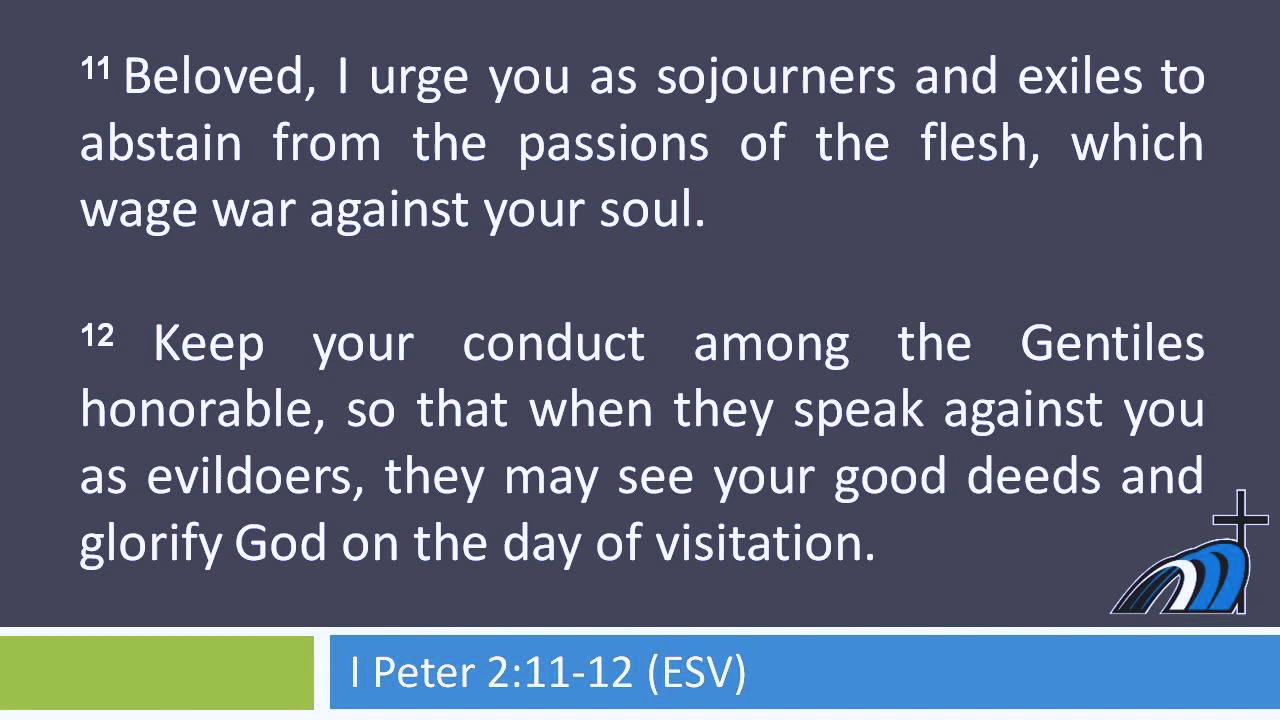 11 Beloved, I urge you as sojourners and exiles to
abstain from the passions of the flesh, which
wage war against your soul.
12 Keep your conduct among the Gentiles
honorable, so that when they speak against you
as evildoers, they may see your good deeds and
glorify God on the day of visitation.
I Peter 2:11-12 (ESV)